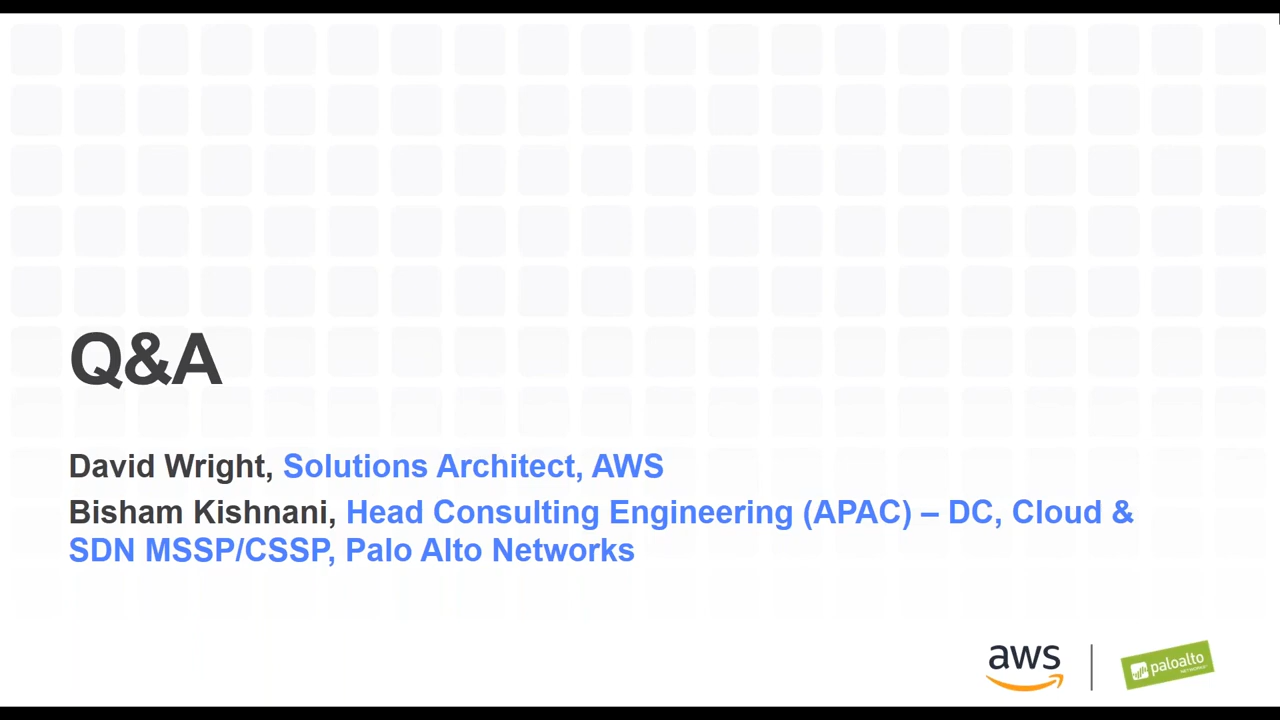 Q&A
David Wright, Solutions Architect, AWS
Bisham Kishnani, Head Consulting Engineering (APAC) – DC, Cloud &
SDN MSSP/CSSP, Palo Alto Networks
aws
paloalto
NETWORKS